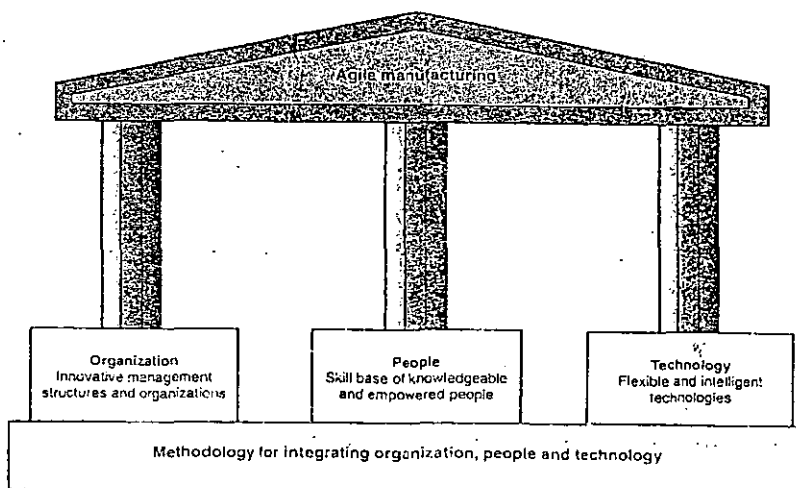 Agile manufacturing
Organization
Innovative management
structures and organizations
People
Skill base of knowledgeable
and empowered people
Technology
Flexible and intelligent
technologies
Methodology for integrating organization, people and technology